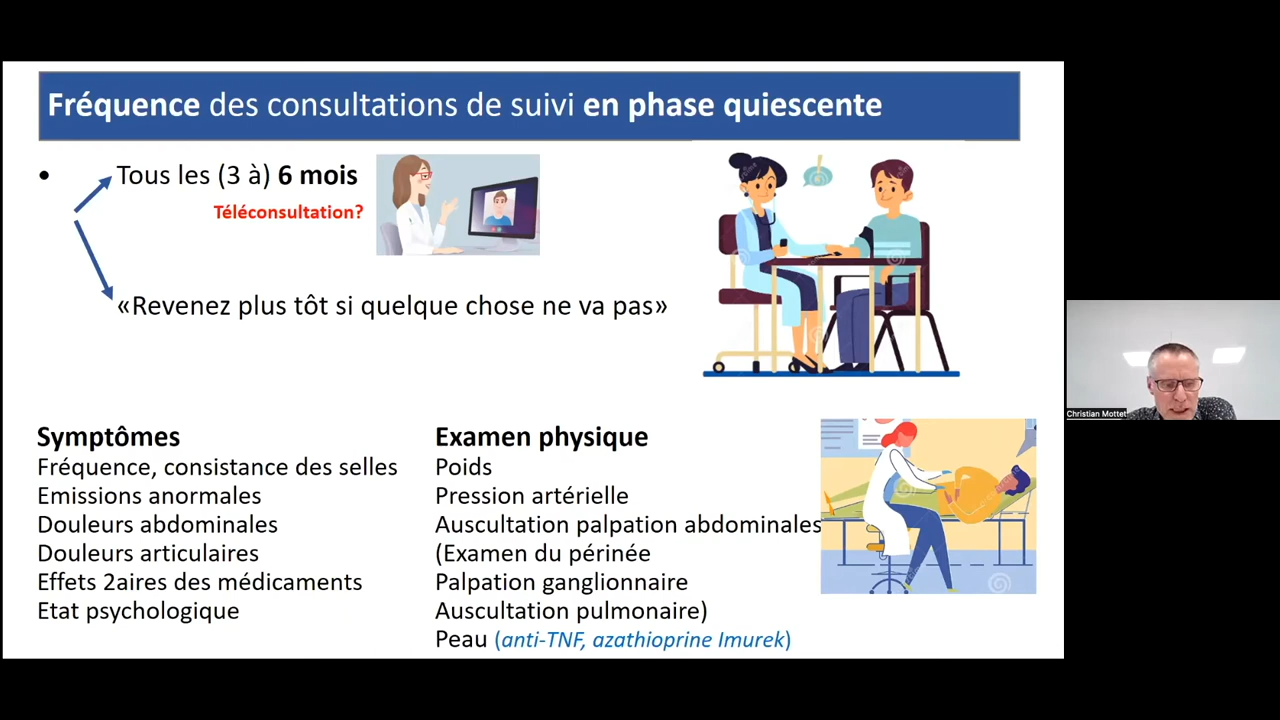 Fréquence des consultations de suivi en phase quiescente
• Tous les (3 à) 6 mois
Téléconsultation?
«Revenez plus tôt si quelque chose ne va pas»
Symptômes
Fréquence, consistance des selles
Emissions anormales
Douleurs abdominales
Douleurs articulaires
Effets 2aires des médicaments
Etat psychologique
Examen physique
Poids
Pression artérielle
Auscultation palpation abdominales
(Examen du périnée
Palpation ganglionnaire
Auscultation pulmonaire)
Peau (anti-TNF, azathioprine Imurek)
Christian Mottet